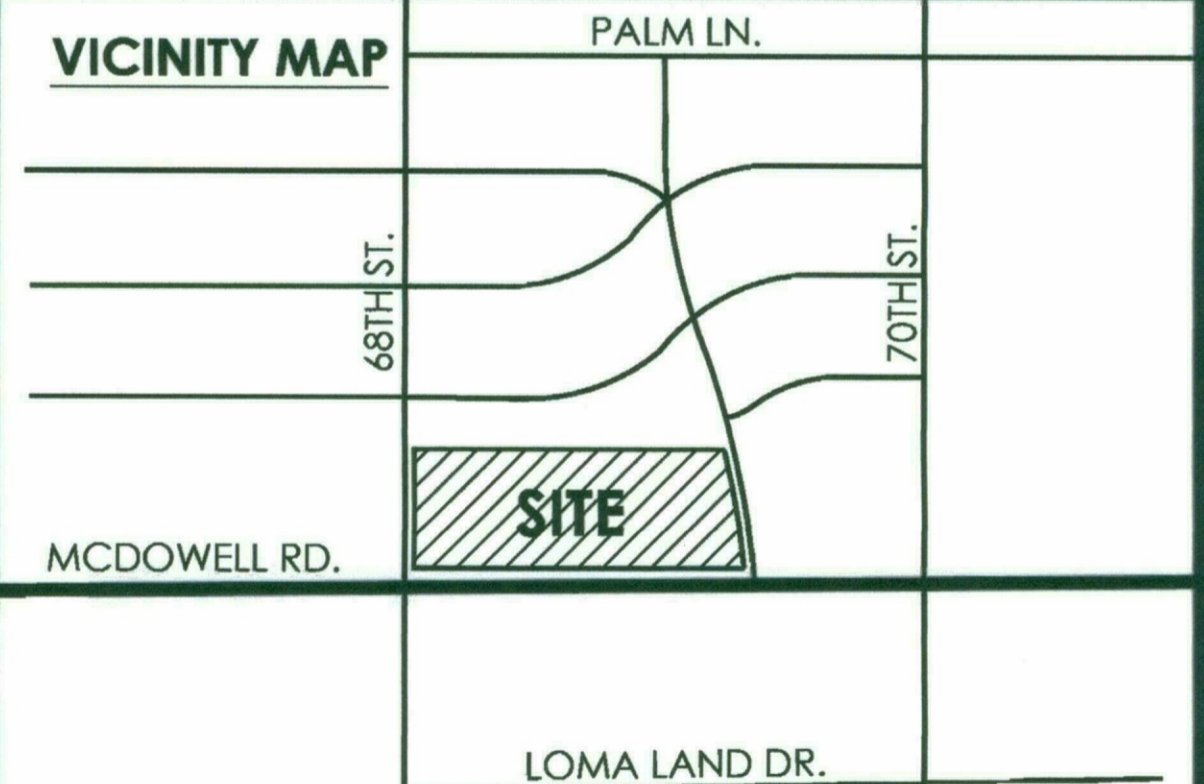 PALM LN.
VICINITY MAP
68TH ST.
70TH ST.
SITE
MCDOWELL RD.
LOMA LAND DR.